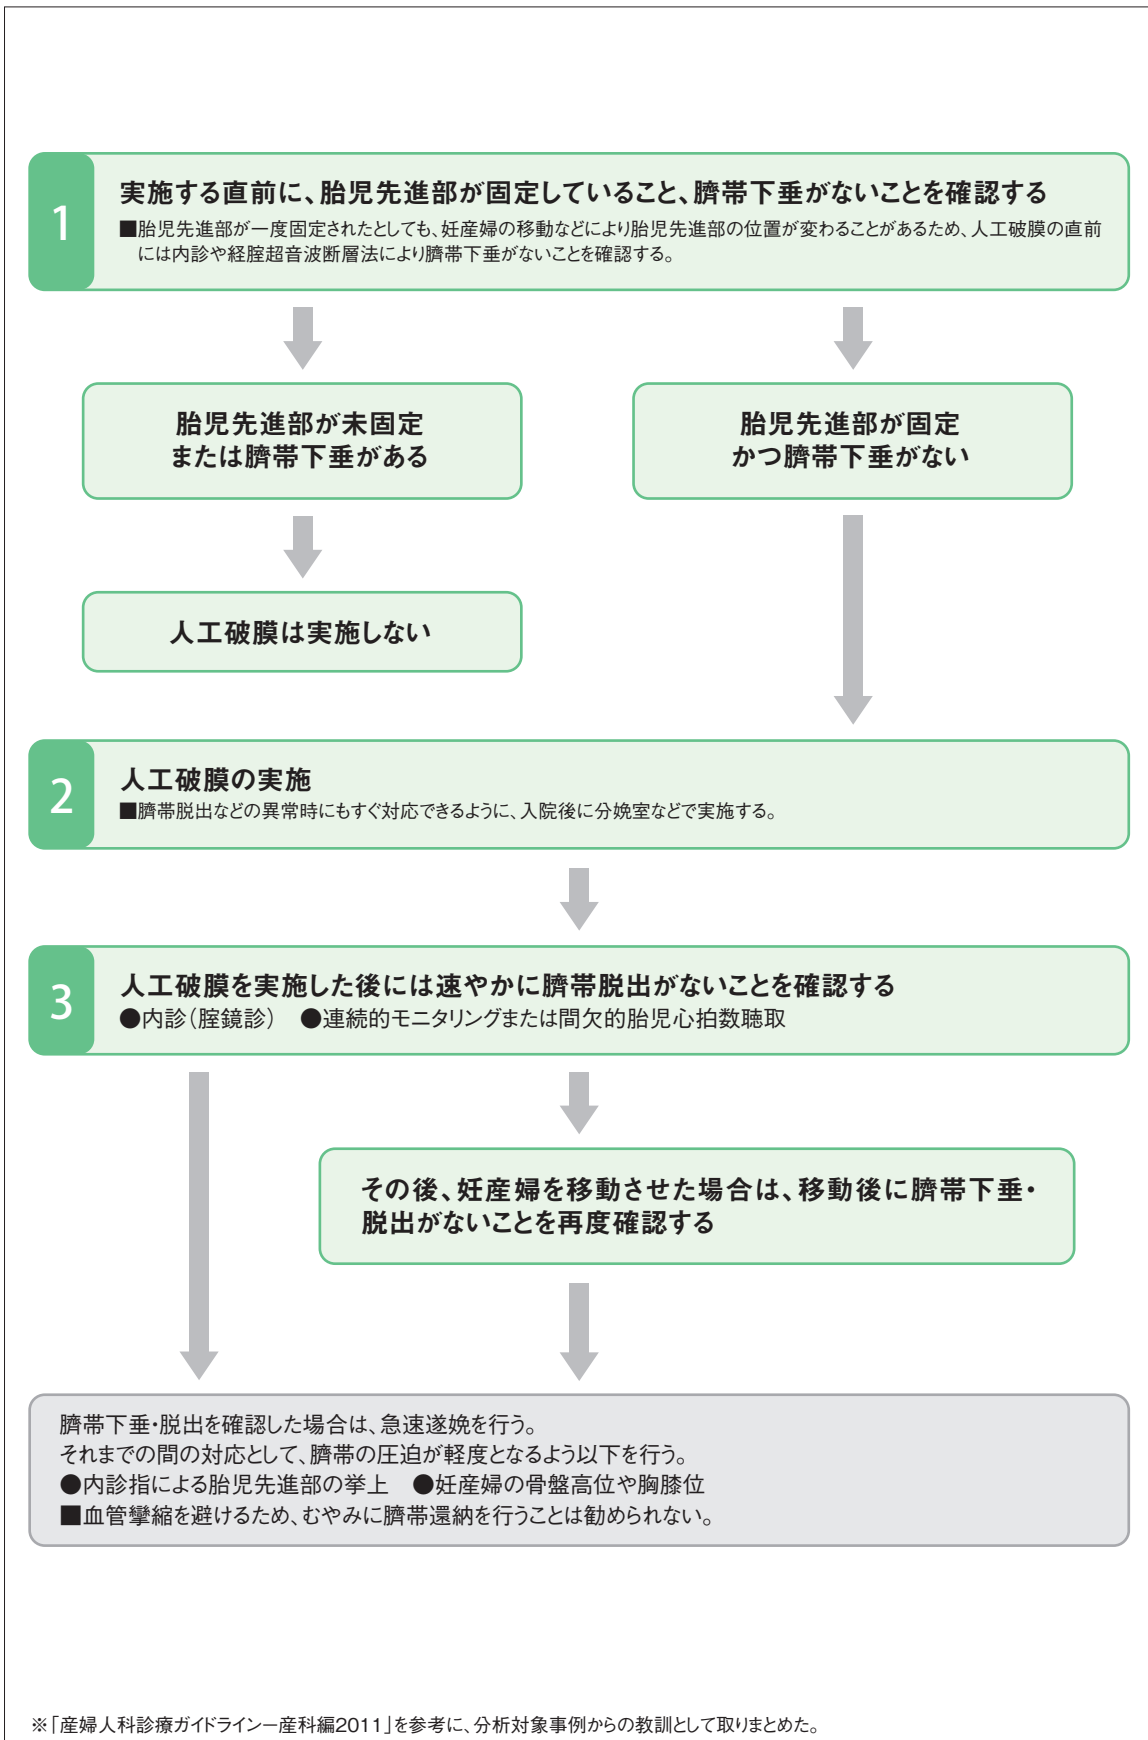 1
実施する直前に、胎児先進部が固定していること、臍帯下垂がないことを確認する
■胎児先進部が一度固定されたとしても、妊産婦の移動などにより胎児先進部の位置が変わることがあるため、人工破膜の直前
には内診や経腟超音波断層法により臍帯下垂がないことを確認する。
胎児先進部が未固定
または臍帯下垂がある
胎児先進部が固定
かつ臍帯下垂がない
人工破膜は実施しない
2
人工破膜の実施
■臍帯脱出などの異常時にもすぐ対応できるように、入院後に分娩室などで実施する。
3
人工破膜を実施した後には速やかに臍帯脱出がないことを確認する
●内診（腟鏡診）　●連続的モニタリングまたは間欠的胎児心拍数聴取
その後、妊産婦を移動させた場合は、移動後に臍帯下垂・
脱出がないことを再度確認する
臍帯下垂・脱出を確認した場合は、急速遂娩を行う。
それまでの間の対応として、臍帯の圧迫が軽度となるよう以下を行う。
●内診指による胎児先進部の挙上　●妊産婦の骨盤高位や胸膝位
■血管攣縮を避けるため、むやみに臍帯還納を行うことは勧められない。
※「産婦人科診療ガイドラインー産科編2011」を参考に、分析対象事例からの教訓として取りまとめた。